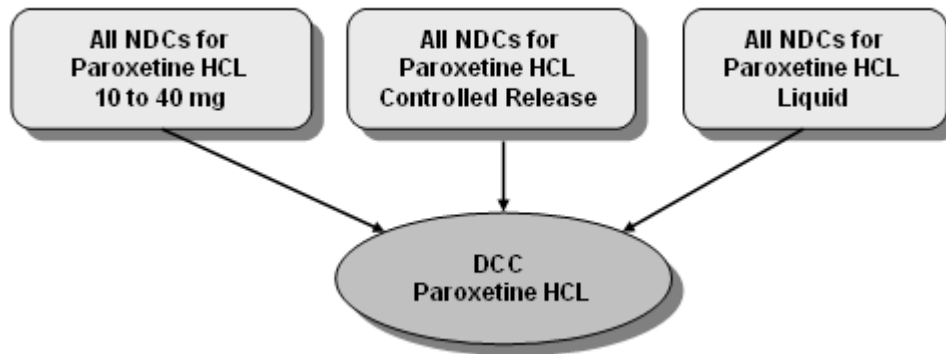 All NDCs for
Paroxetine HCL
10 to 40 mg
All NDCs for
Paroxetine HCL
Controlled Release
All NDCs for
Paroxetine HCL
Liquid
DCC
Paroxetine HCL